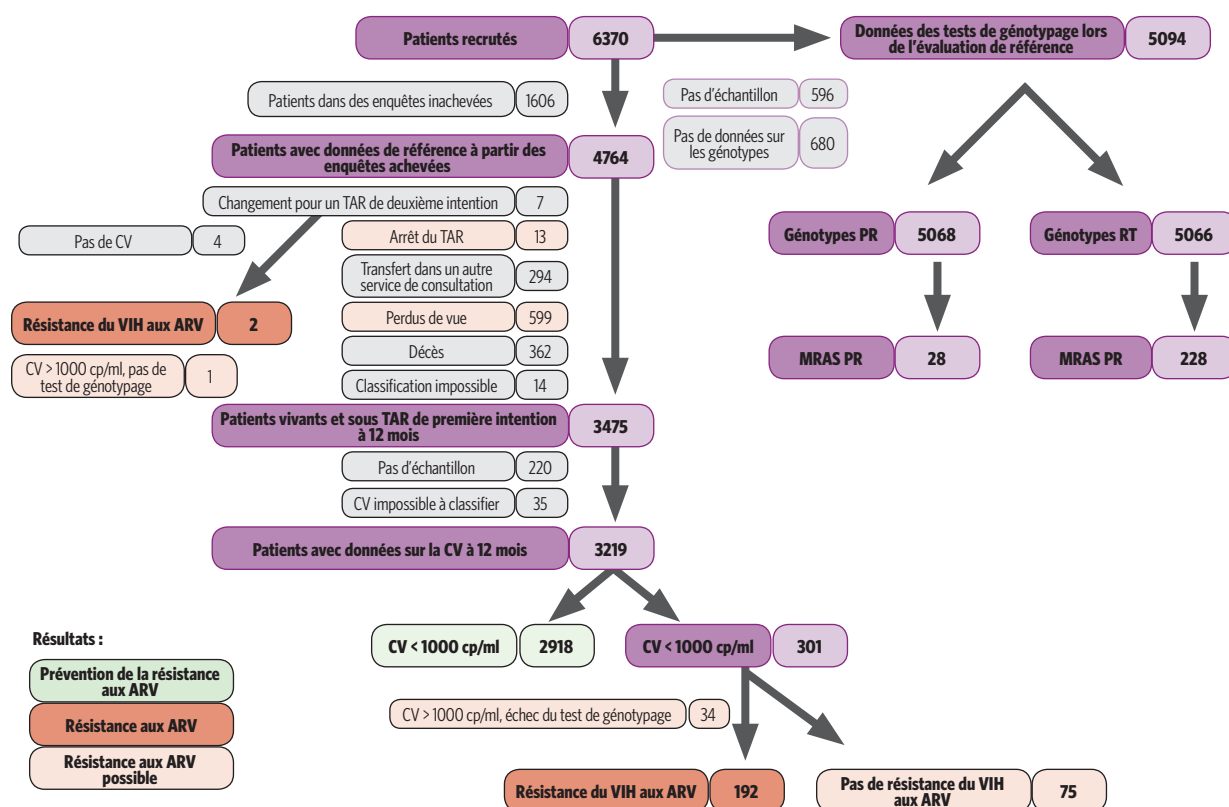 Patients recrutés 6370
Données des tests de génotypage lors
de l'évaluation de référence 5094
Patients dans des enquêtes inachevées 1606
Pas d'échantillon 596
Pas de données sur
les génotypes 680
Patients avec données de référence à partir des
enquêtes achevées 4764
Changement pour un TAR de deuxième intention 7
Pas de CV 4
Arrêt du TAR 13
Transfert dans un autre
service de consultation 294
Résistance du VIH aux ARV 2
Perdus de vue 599
CV > 1000 cp/ml, pas de
test de génotypage 1
Décès 362
Classification impossible 14
Génotypes PR 5068
Génotypes RT 5066
MRAS PR 28
MRAS PR 228
Patients vivants et sous TAR de première intention
à 12 mois 3475
Pas d'échantillon 220
CV impossible à classifier 35
Patients avec données sur la CV à 12 mois 3219
CV < 1000 cp/ml 2918
CV < 1000 cp/ml 301
CV > 1000 cp/ml, échec du test de génotypage 34
Résistance du VIH aux ARV 192
Pas de résistance du VIH
aux ARV 75
Résultats :
Prévention de la résistance
aux ARV
Résistance aux ARV
Résistance aux ARV
possible